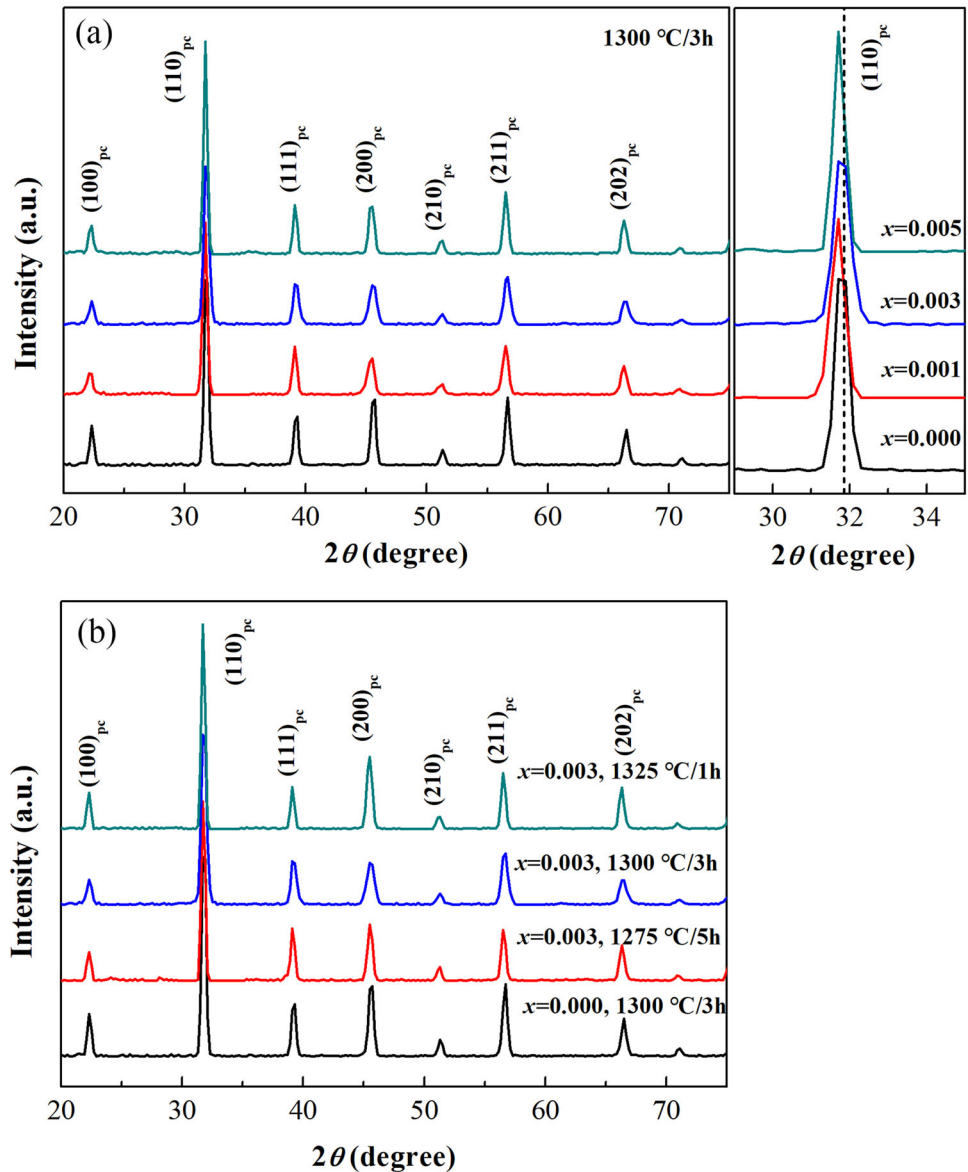 (a)
1300 °C/3h
(100)pc
(110)pc
(111)pc
(200)pc
(210)pc
(211)pc
(202)pc
Intensity (a.u.)
20 30 40 50 60 70
2θ (degree)
(110)pc
x=0.005
x=0.003
x=0.001
x=0.000
30 32 34
2θ (degree)
(b)
(100)pc
(110)pc
(111)pc
(200)pc
(210)pc
(211)pc
(202)pc
x=0.003, 1325 °C/1h
x=0.003, 1300 °C/3h
x=0.003, 1275 °C/5h
x=0.000, 1300 °C/3h
Intensity (a.u.)
20 30 40 50 60 70
2θ (degree)